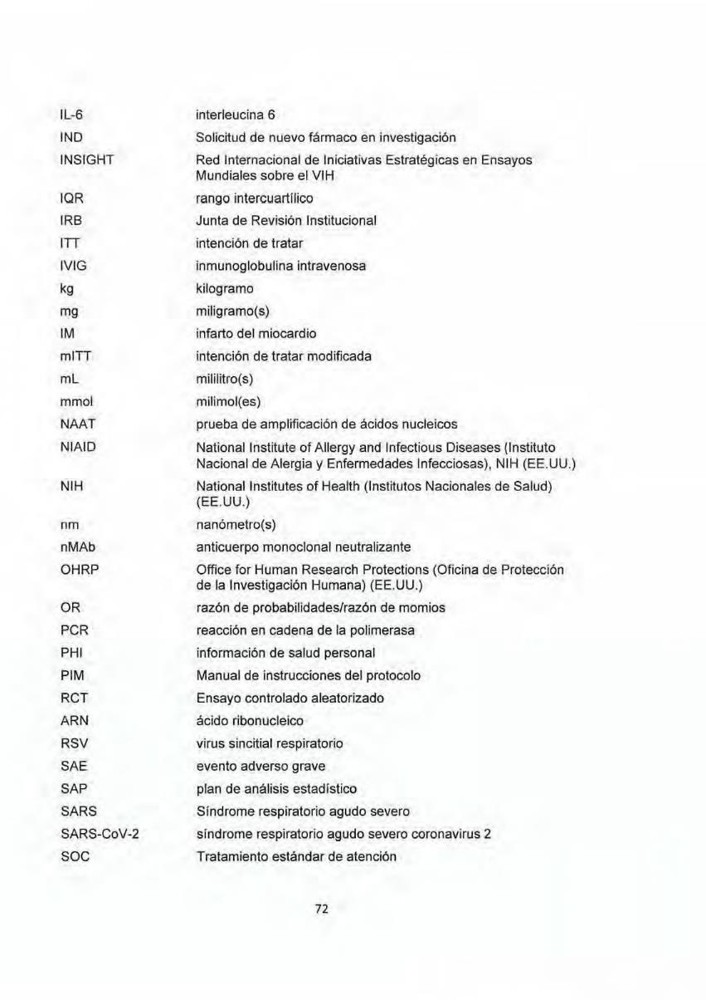 IL-6 interleucina 6
IND Solicitud de nuevo fármaco en investigación
INSIGHT Red Internacional de Iniciativas Estratégicas en Ensayos
Mundiales sobre el VIH
IQR rango intercuartílico
IRB Junta de Revisión Institucional
ITT intención de tratar
IVIG inmunoglobulina intravenosa
kg kilogramo
mg miligramo(s)
IM infarto del miocardio
mITT intención de tratar modificada
mL mililitro(s)
mmol milimol(es)
NAAT prueba de amplificación de ácidos nucleicos
NIAID National Institute of Allergy and Infectious Diseases (Instituto
Nacional de Alergia y Enfermedades Infecciosas), NIH (EE.UU.)
NIH National Institutes of Health (Institutos Nacionales de Salud)
(EE.UU.)
nm nanómetro(s)
nMAb anticuerpo monoclonal neutralizante
OHRP Office for Human Research Protections (Oficina de Protección
de la Investigación Humana) (EE.UU.)
OR razón de probabilidades/razón de momios
PCR reacción en cadena de la polimerasa
PHI información de salud personal
PIM Manual de instrucciones del protocolo
RCT Ensayo controlado aleatorizado
ARN ácido ribonucleico
RSV virus sincitial respiratorio
SAE evento adverso grave
SAP plan de análisis estadístico
SARS Síndrome respiratorio agudo severo
SARS-CoV-2 síndrome respiratorio agudo severo coronavirus 2
SOC Tratamiento estándar de atención
72